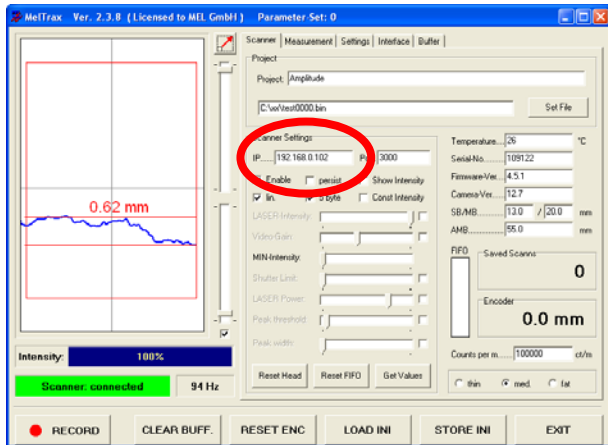 MelTrax Ver. 2.3.8 ( Licensed to MEL GmbH ) Parameter-Set: 0
Scanner Measurement Settings Interface Buffer
Project
Project: Amplitude
C:\xx\test0000.bin Set File
Scanner Settings
IP.... 192.168.0.102 3000
Enable persist Show Intensity
lin. 3 byte Const Intensity
LASER Intensity:
Video-Gain:
MIN-Intensity:
Shutter Limit:
LASER Power:
Peak threshold:
Peak width:
Reset Head Reset FIFO Get Values
Temperature... 26 °C
Serial-No....... 109122
Firmware-Ver... 4.5.1
Camera-Ver..... 12.7
SB/MB........ 13.0 / 20.0 mm
AMB............ 55.0 mm
FIFO
Saved Scanns
0
Encoder
0.0 mm
Counts per m..... 100000 ct/m
thin med. fat
0.62 mm
Intensity: 100%
Scanner: connected 94 Hz
RECORD CLEAR BUFF. RESET ENC LOAD INI STORE INI EXIT